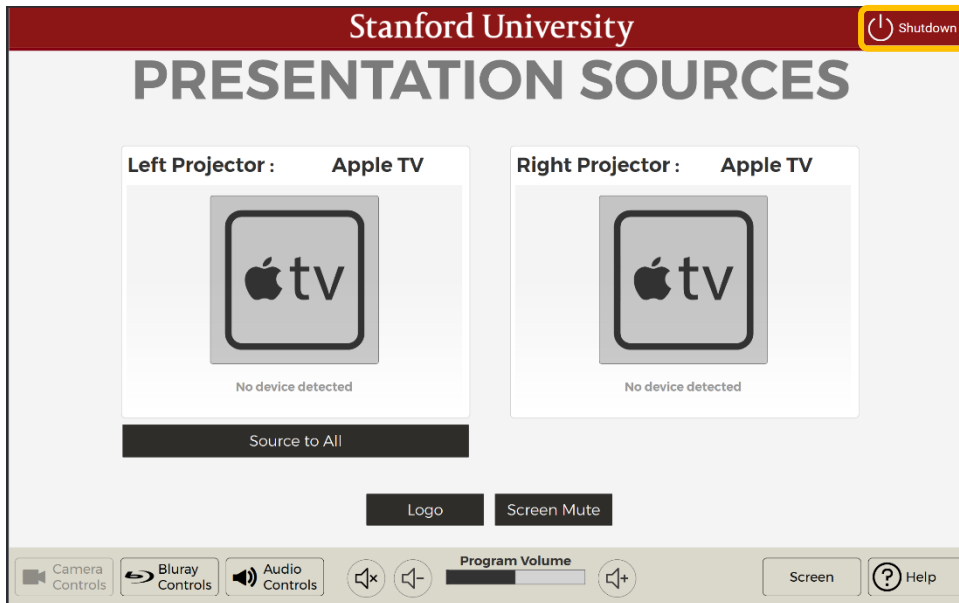 Stanford University
Shutdown
PRESENTATION SOURCES
Left Projector : Apple TV
Right Projector : Apple TV
tv
tv
No device detected
No device detected
Source to All
Logo
Screen Mute
Camera
Controls
Bluray
Controls
Audio
Controls
Program Volume
Screen
? Help